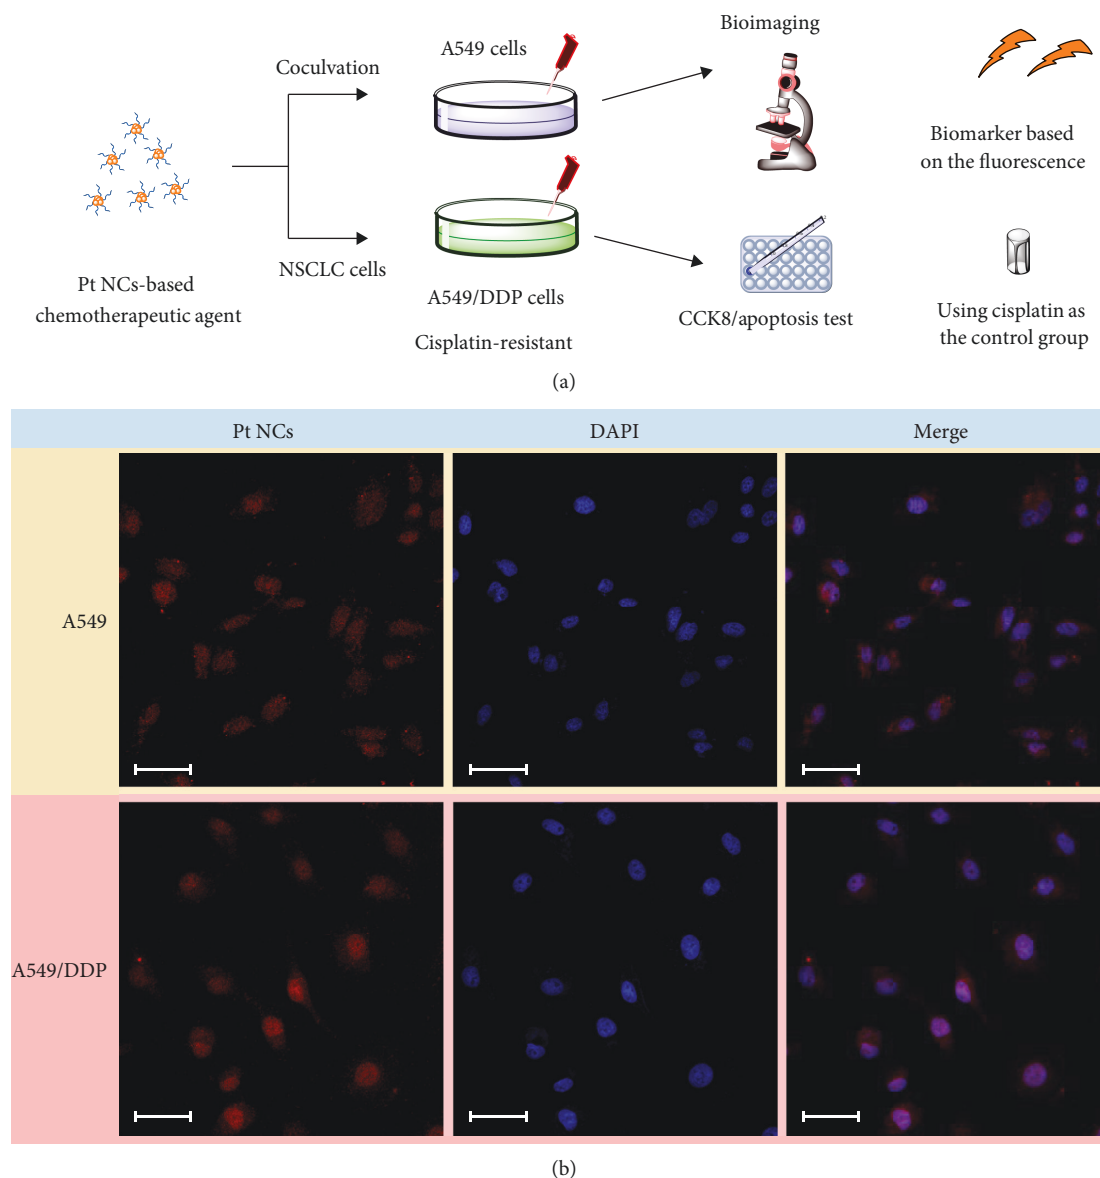 Pt NCs-based
chemotherapeutic agent
Coculvation
NSCLC cells
A549 cells
A549/DDP cells
Cisplatin-resistant
Bioimaging
CCK8/apoptosis test
Biomarker based
on the fluorescence
Using cisplatin as
the control group
(a)
Pt NCs DAPI Merge
A549
A549/DDP
(b)